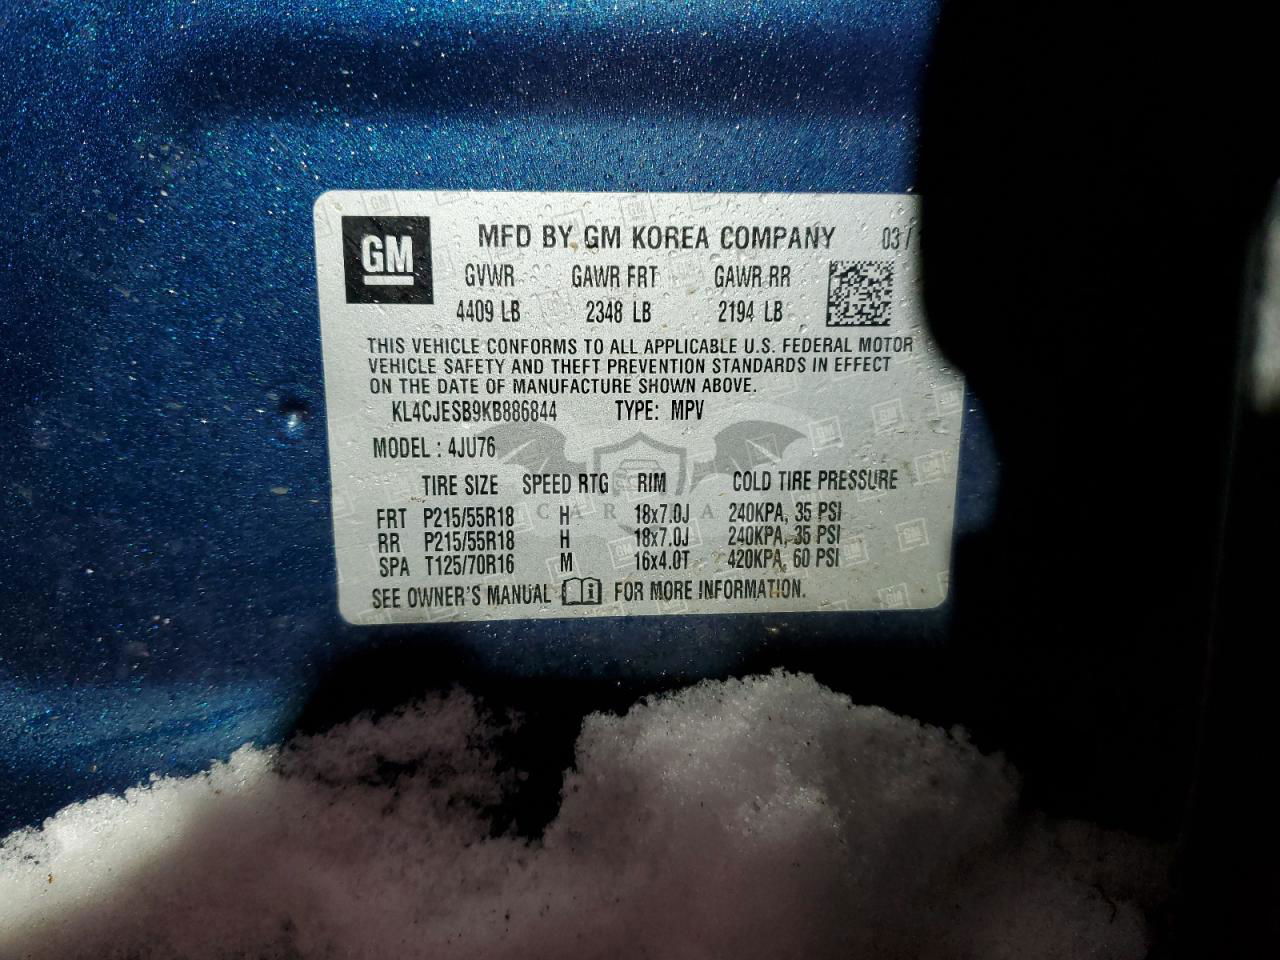 GM
MFD BY GM KOREA COMPANY 03/
GVWR GAWR FRT GAWR RR
4409 LB 2348 LB 2194 LB
THIS VEHICLE CONFORMS TO ALL APPLICABLE U.S. FEDERAL MOTOR
VEHICLE SAFETY AND THEFT PREVENTION STANDARDS IN EFFECT
ON THE DATE OF MANUFACTURE SHOWN ABOVE.
KL4CJESB9KB886844 TYPE: MPV
MODEL : 4JU76
TIRE SIZE SPEED RTG RIM COLD TIRE PRESSURE
FRT P215/55R18 H 18x7.0J 240KPA, 35 PSI
RR P215/55R18 H 18x7.0J 240KPA, 35 PSI
SPA T125/70R16 M 16x4.0T 420KPA, 60 PSI
SEE OWNER'S MANUAL FOR MORE INFORMATION.